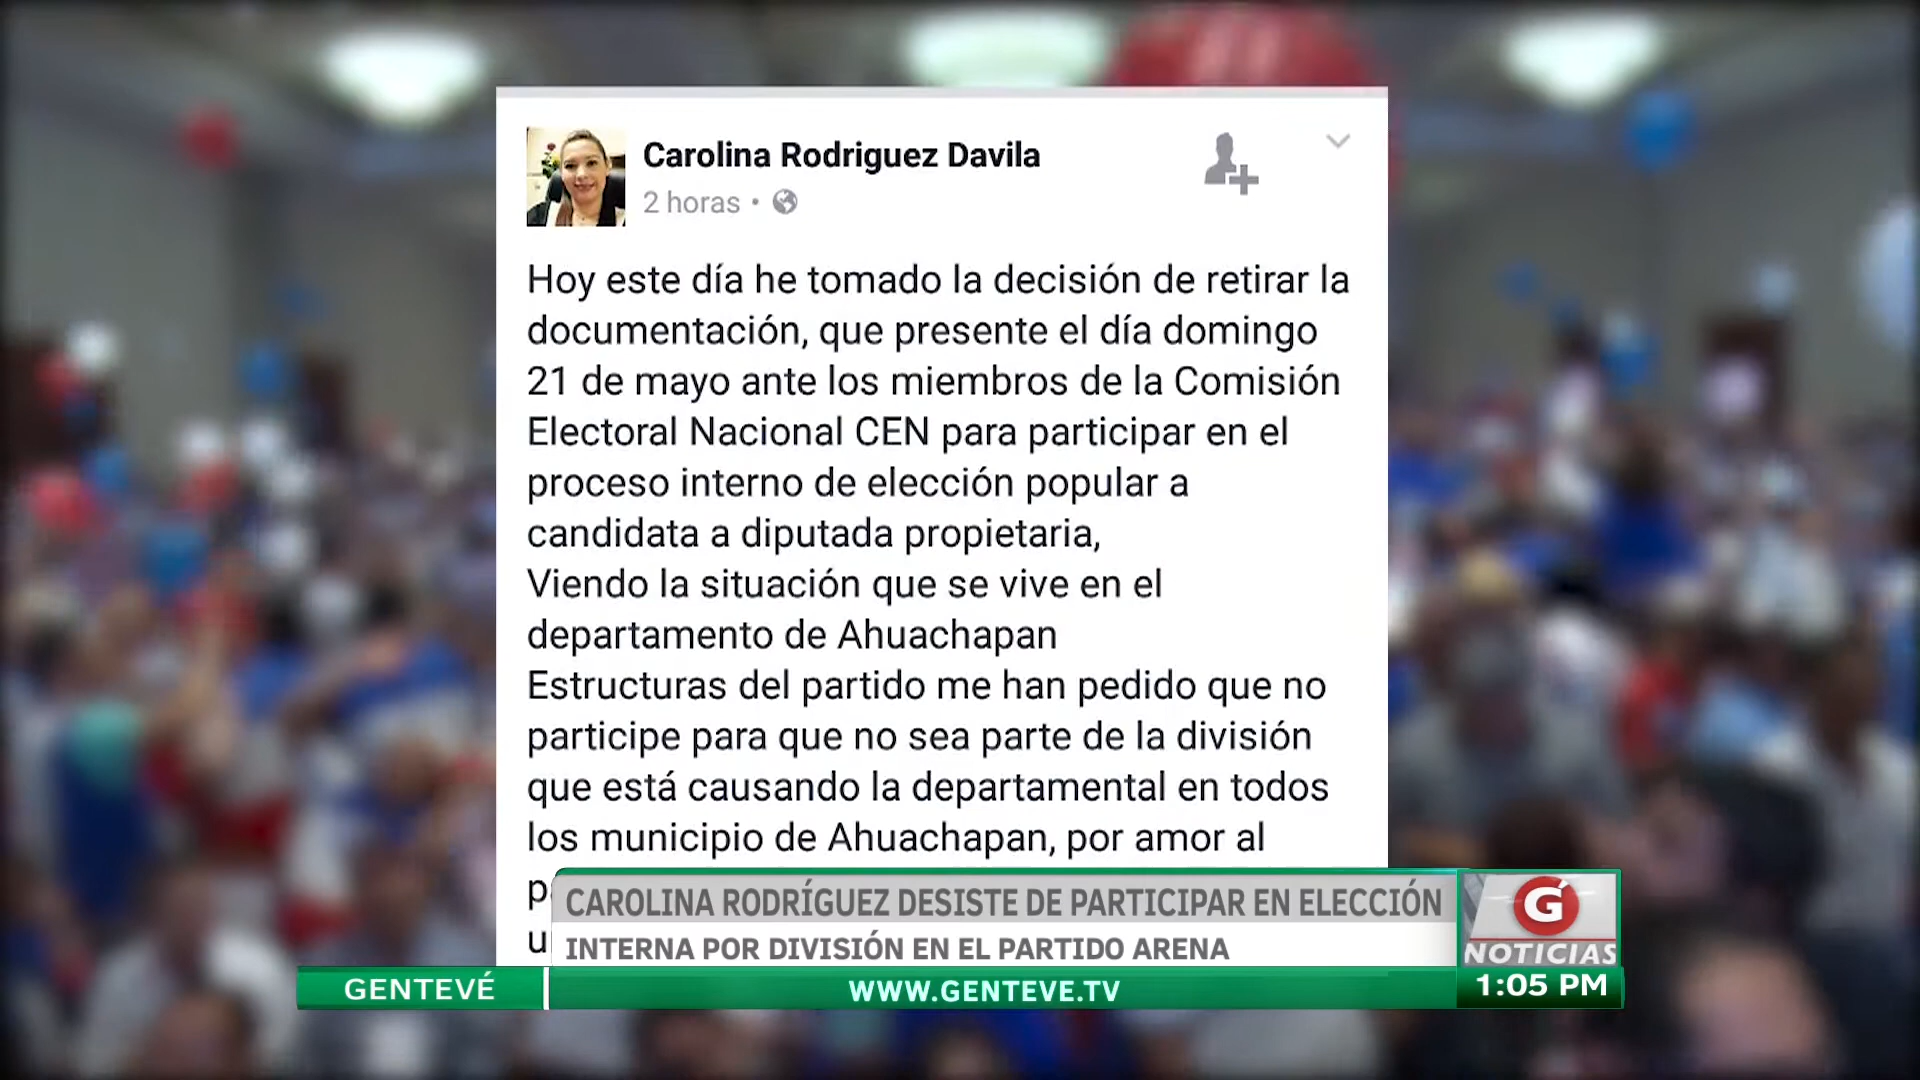 Carolina Rodriguez Davila
2 horas •
Hoy este día he tomado la decisión de retirar la
documentación, que presente el día domingo
21 de mayo ante los miembros de la Comisión
Electoral Nacional CEN para participar en el
proceso interno de elección popular a
candidata a diputada propietaria,
Viendo la situación que se vive en el
departamento de Ahuachapan
Estructuras del partido me han pedido que no
participe para que no sea parte de la división
que está causando la departamental en todos
los municipio de Ahuachapan, por amor al
CAROLINA RODRÍGUEZ DESISTE DE PARTICIPAR EN ELECCIÓN
INTERNA POR DIVISIÓN EN EL PARTIDO ARENA
G
NOTICIAS
GENTEVÉ
WWW.GENTEVE.TV
1:05 PM